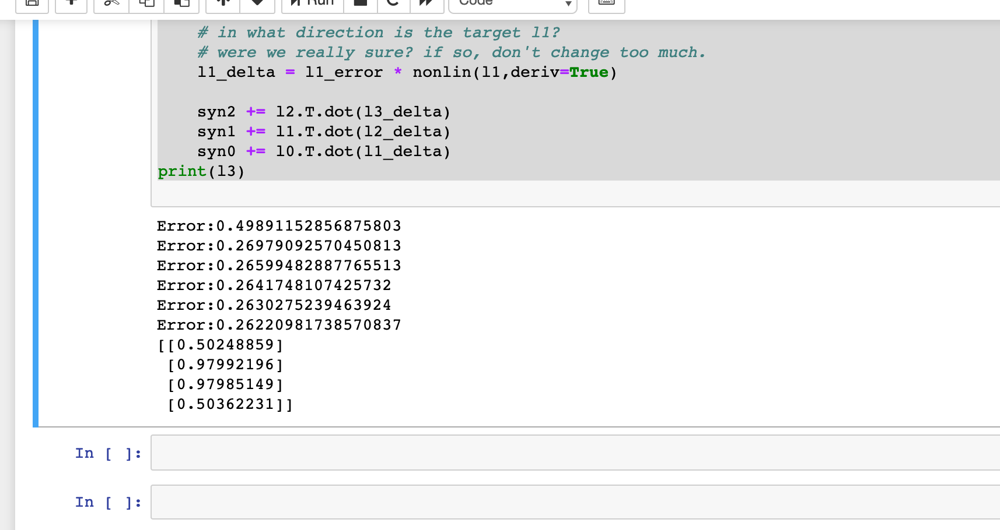 Run Code
# in what direction is the target l1?
# were we really sure? if so, don't change too much.
l1_delta = l1_error * nonlin(l1,deriv=True)
syn2 += l2.T.dot(l3_delta)
syn1 += l1.T.dot(l2_delta)
syn0 += l0.T.dot(l1_delta)
print(l3)
Error:0.49891152856875803
Error:0.26979092570450813
Error:0.26599482887765513
Error:0.2641748107425732
Error:0.2630275239463924
Error:0.26220981738570837
[[0.50248859]
[0.97992196]
[0.97985149]
[0.50362231]]
In [ ]:
In [ ]: